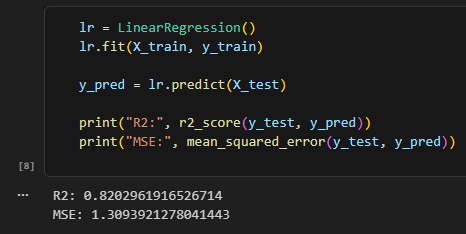 lr = LinearRegression()
lr.fit(X_train, y_train)
y_pred = lr.predict(X_test)
print("R2:", r2_score(y_test, y_pred))
print("MSE:", mean_squared_error(y_test, y_pred))
[8]
... R2: 0.8202961916526714
MSE: 1.3093921278041443